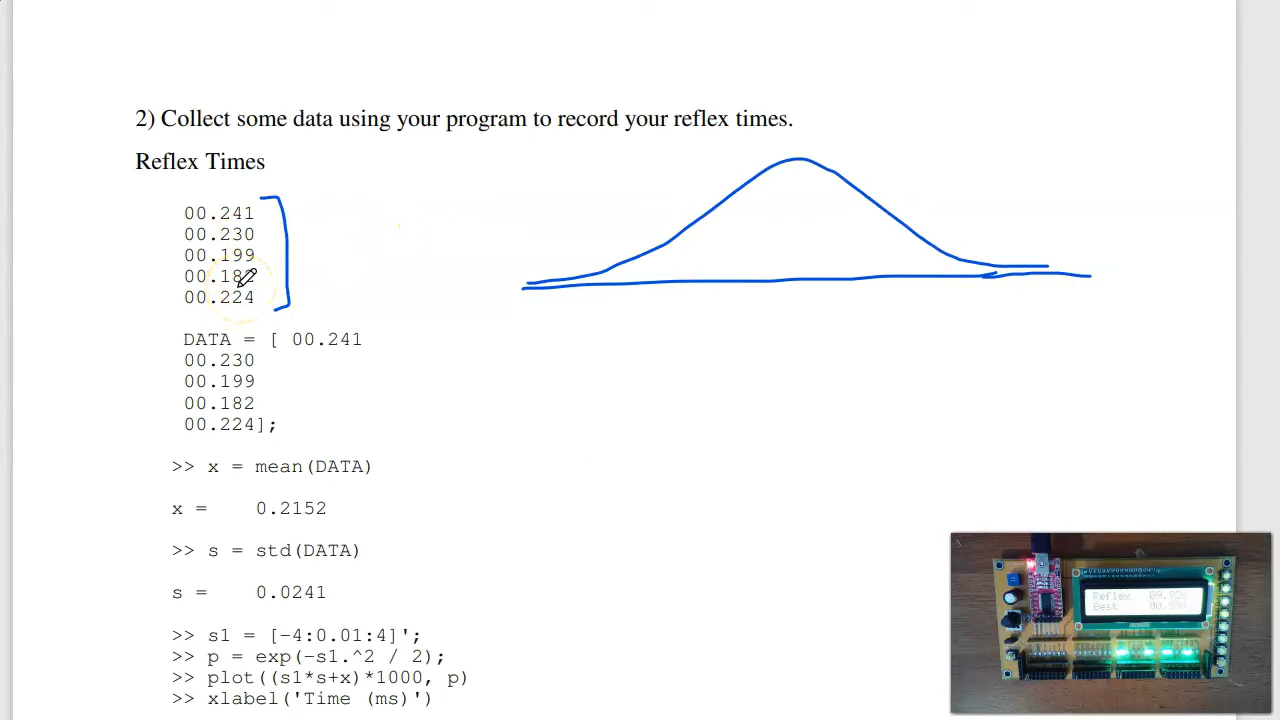 2) Collect some data using your program to record your reflex times.
Reflex Times
00.241
00.230
00.199
00.182
00.224
DATA = [ 00.241
00.230
00.199
00.182
00.224];
>> x = mean(DATA)
x = 0.2152
>> s = std(DATA)
s = 0.0241
>> s1 = [-4:0.01:4]';
>> p = exp(-s1.^2 / 2);
>> plot((s1*s+x)*1000, p)
>> xlabel('Time (ms)')
Reflex
Best